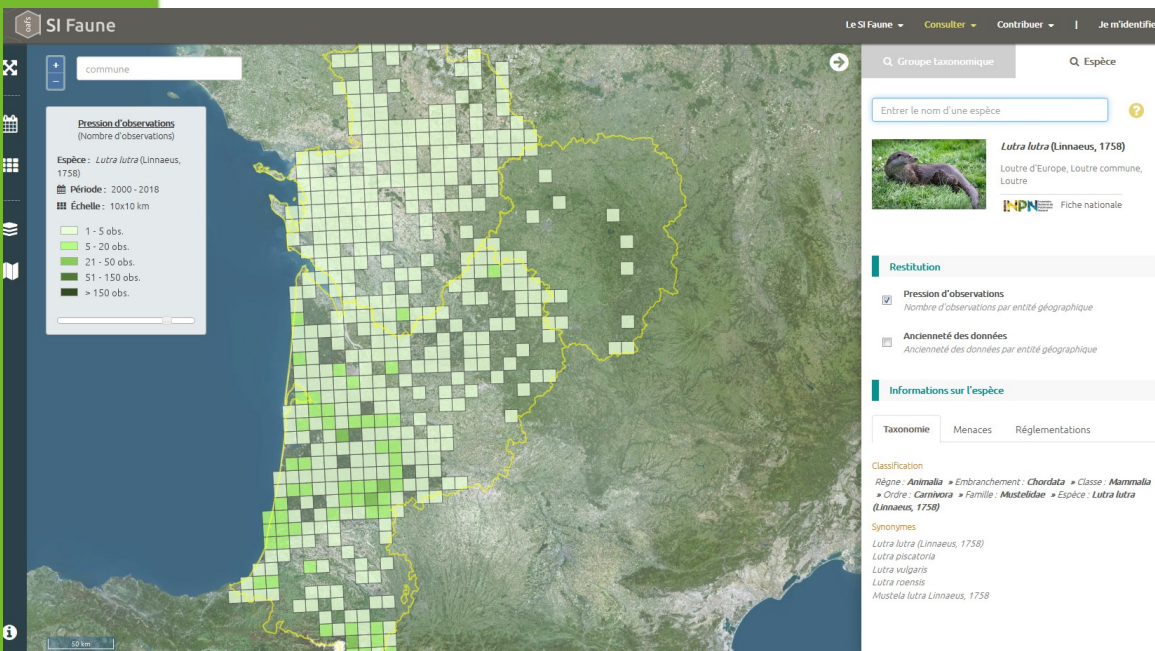 oafs
SI Faune
Le SI Faune
Consulter
Contribuer
|
Je m'identifie
+
-
commune
Pression d'observations
(Nombre d'observations)
Espèce : Lutra lutra (Linnaeus,
1758)
Période : 2000 - 2018
Échelle : 10x10 km
1 - 5 obs.
5 - 20 obs.
21 - 50 obs.
51 - 150 obs.
> 150 obs.
50 km
Groupe taxonomique
Espèce
Entrer le nom d'une espèce
?
Lutra lutra (Linnaeus, 1758)
Loutre d'Europe, Loutre commune,
Loutre
INPN
Fiche nationale
Restitution
Pression d'observations
Nombre d'observations par entité géographique
Ancienneté des données
Ancienneté des données par entité géographique
Informations sur l'espèce
Taxonomie
Menaces
Réglementations
Classification
Règne : Animalia » Embranchement : Chordata » Classe : Mammalia
» Ordre : Carnivora » Famille : Mustelidae » Espèce : Lutra lutra
(Linnaeus, 1758)
Synonymes
Lutra lutra (Linnaeus, 1758)
Lutra piscatoria
Lutra vulgaris
Lutra roensis
Mustela lutra Linnaeus, 1758